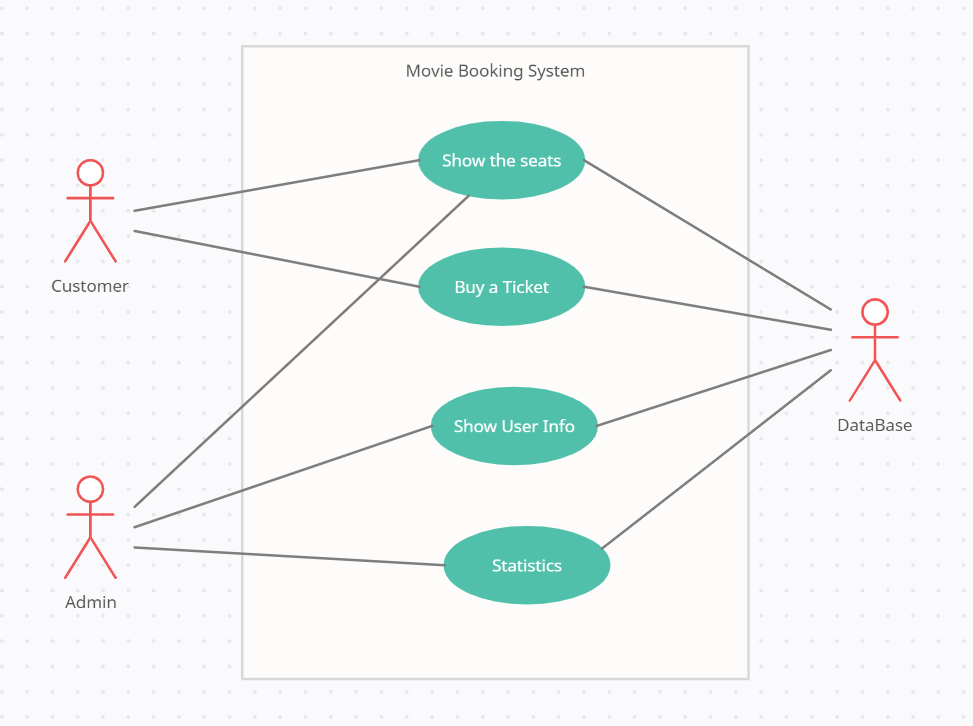 Movie Booking System
Show the seats
Customer
Buy a Ticket
DataBase
Show User Info
Statistics
Admin